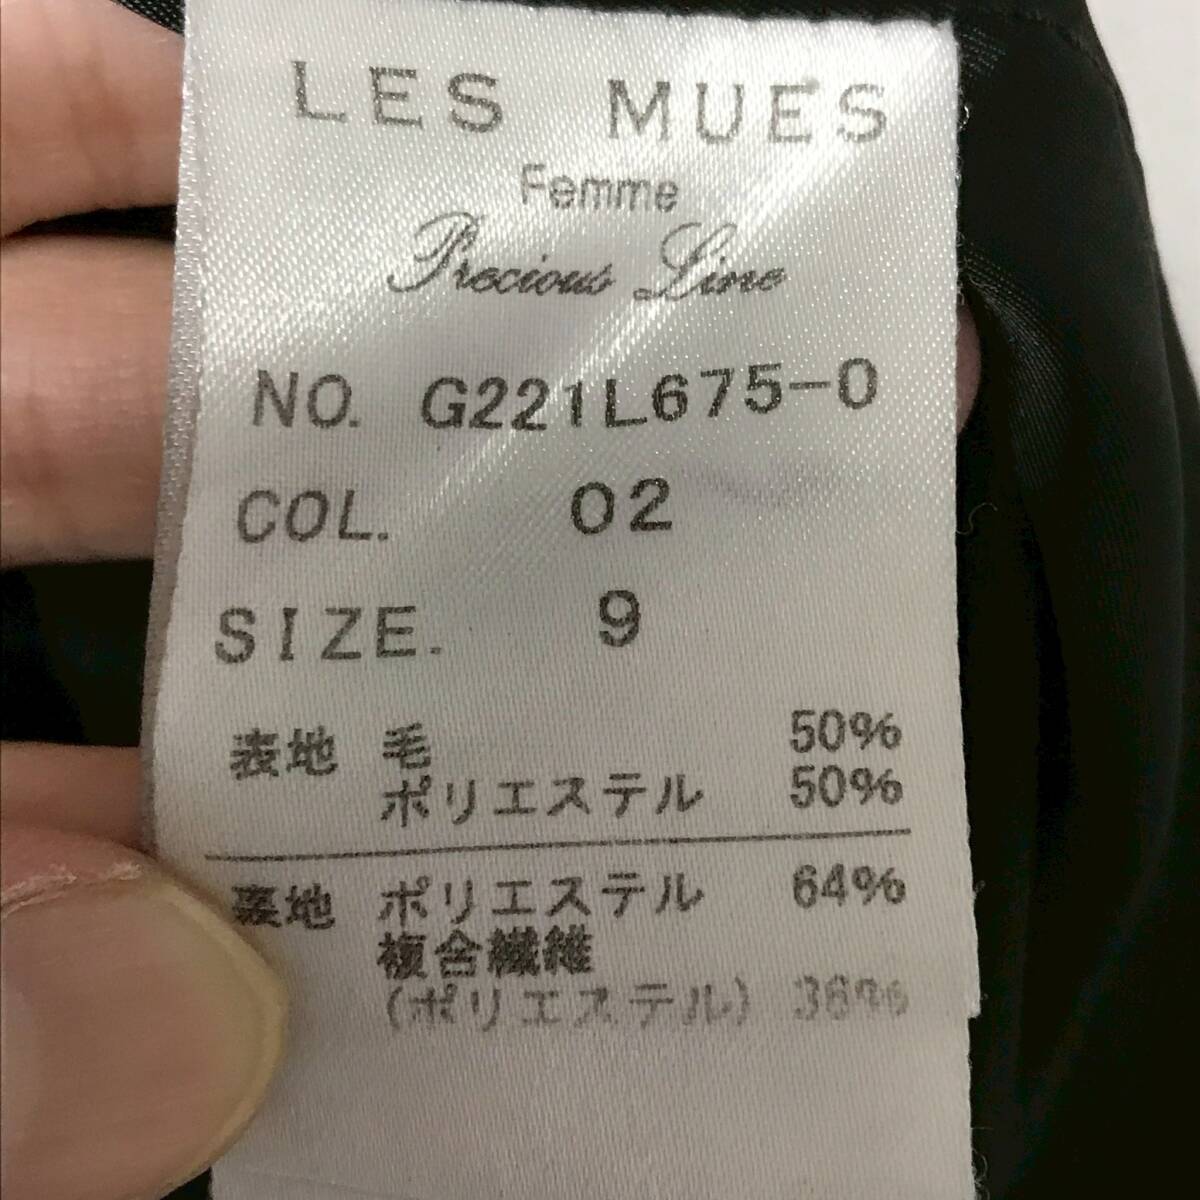 LES MUES
Femme
Precious Line
NO. G221L675-0
COL. 02
SIZE. 9
表地 毛 50%
ポリエステル 50%
裏地 ポリエステル 64%
複合繊維
(ポリエステル) 36%